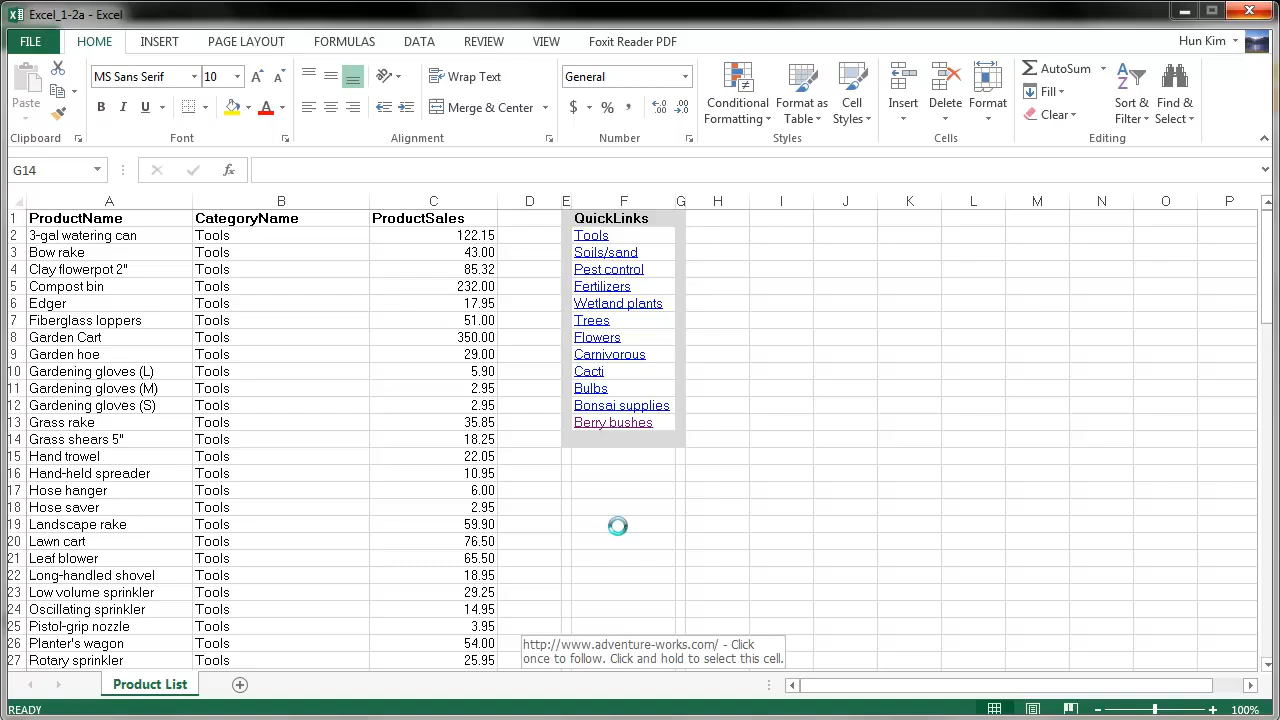 Excel_1-2a - Excel
FILE HOME INSERT PAGE LAYOUT FORMULAS DATA REVIEW VIEW Foxit Reader PDF Hun Kim
Paste
MS Sans Serif 10
B I U A
Wrap Text
Merge & Center
General
$ % ,
Conditional Formatting
Format as Table
Cell Styles
Insert
Delete
Format
AutoSum
Fill
Clear
Sort & Filter
Find & Select
Clipboard Font Alignment Number Styles Cells Editing
G14 fx
A B C D E F G H I J K L M N O P
1 ProductName CategoryName ProductSales QuickLinks
2 3-gal watering can Tools 122.15 Tools
3 Bow rake Tools 43.00 Soils/sand
4 Clay flowerpot 2" Tools 85.32 Pest control
5 Compost bin Tools 232.00 Fertilizers
6 Edger Tools 17.95 Wetland plants
7 Fiberglass loppers Tools 51.00 Trees
8 Garden Cart Tools 350.00 Flowers
9 Garden hoe Tools 29.00 Carnivorous
10 Gardening gloves (L) Tools 5.90 Cacti
11 Gardening gloves (M) Tools 2.95 Bulbs
12 Gardening gloves (S) Tools 2.95 Bonsai supplies
13 Grass rake Tools 35.85 Berry bushes
14 Grass shears 5" Tools 18.25
15 Hand trowel Tools 22.05
16 Hand-held spreader Tools 10.95
17 Hose hanger Tools 6.00
18 Hose saver Tools 2.95
19 Landscape rake Tools 59.90
20 Lawn cart Tools 76.50
21 Leaf blower Tools 65.50
22 Long-handled shovel Tools 18.95
23 Low volume sprinkler Tools 29.25
24 Oscillating sprinkler Tools 14.95
25 Pistol-grip nozzle Tools 3.95
26 Planter's wagon Tools 54.00
27 Rotary sprinkler Tools 25.95
http://www.adventure-works.com/ - Click
once to follow. Click and hold to select this cell.
Product List
READY 100%